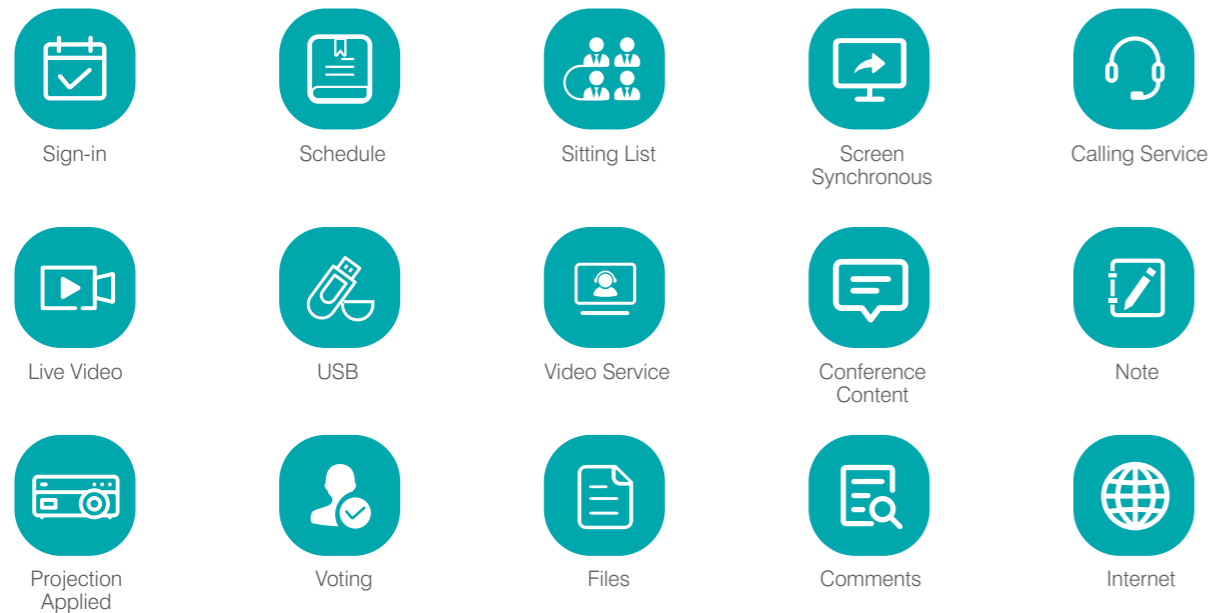 Sign-in
Schedule
Sitting List
Screen
Synchronous
Calling Service
Live Video
USB
Video Service
Conference
Content
Note
Projection
Applied
Voting
Files
Comments
Internet